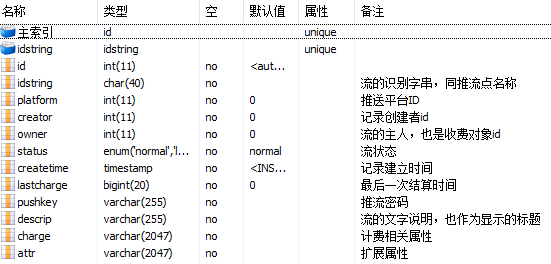 名称 类型 空 默认值 属性 备注
主索引 id unique
idstring idstring unique
id int(11) no <aut...
idstring char(40) no 流的识别字串，同推流点名称
platform int(11) no 0 推送平台ID
creator int(11) no 0 记录创建者id
owner int(11) no 0 流的主人，也是收费对象id
status enum('normal','l... no normal 流状态
createtime timestamp no <INS... 记录建立时间
lastcharge bigint(20) no 0 最后一次结算时间
pushkey varchar(255) no 推流密码
descrip varchar(255) no 流的文字说明，也作为显示的标题
charge varchar(2047) no 计费相关属性
attr varchar(2047) no 扩展属性